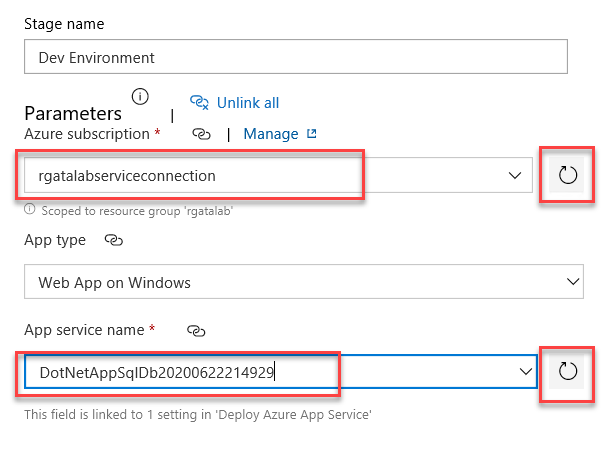 Stage name
Dev Environment
Parameters
Unlink all
Azure subscription * | Manage
rgatalabserviceconnection
Scoped to resource group 'rgatalab'
App type
Web App on Windows
App service name *
DotNetAppSqlDb20200622214929
This field is linked to 1 setting in 'Deploy Azure App Service'